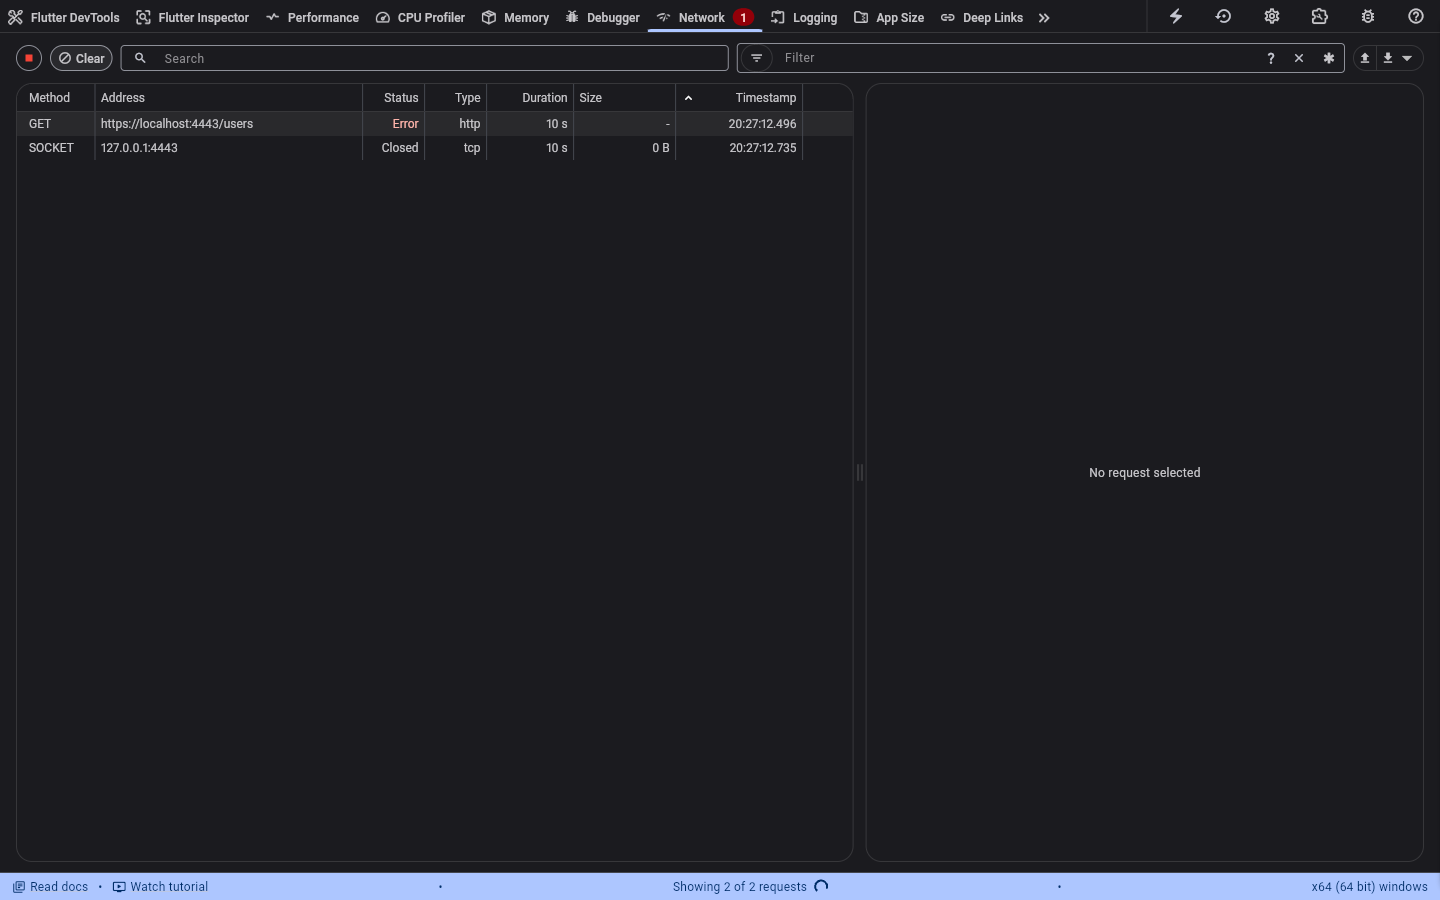 Flutter DevTools Flutter Inspector Performance CPU Profiler Memory Debugger Network 1 Logging App Size Deep Links
Clear Search Filter ?
Method Address Status Type Duration Size Timestamp
GET https://localhost:4443/users Error http 10 s - 20:27:12.496
SOCKET 127.0.0.1:4443 Closed tcp 10 s 0 B 20:27:12.735
No request selected
Read docs • Watch tutorial • Showing 2 of 2 requests • x64 (64 bit) windows